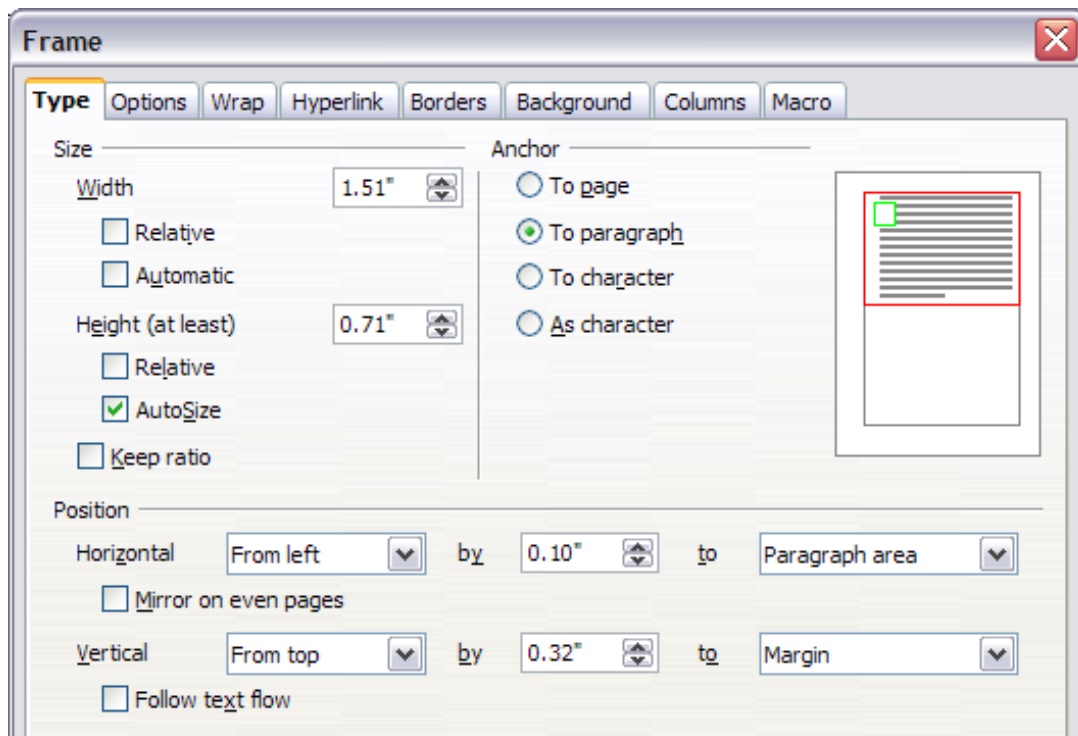 Frame
Type Options Wrap Hyperlink Borders Background Columns Macro
Size
Anchor
Width 1.51"
To page
Relative
To paragraph
Automatic
To character
Height (at least) 0.71"
As character
Relative
AutoSize
Keep ratio
Position
Horizontal From left by 0.10" to Paragraph area
Mirror on even pages
Vertical From top by 0.32" to Margin
Follow text flow